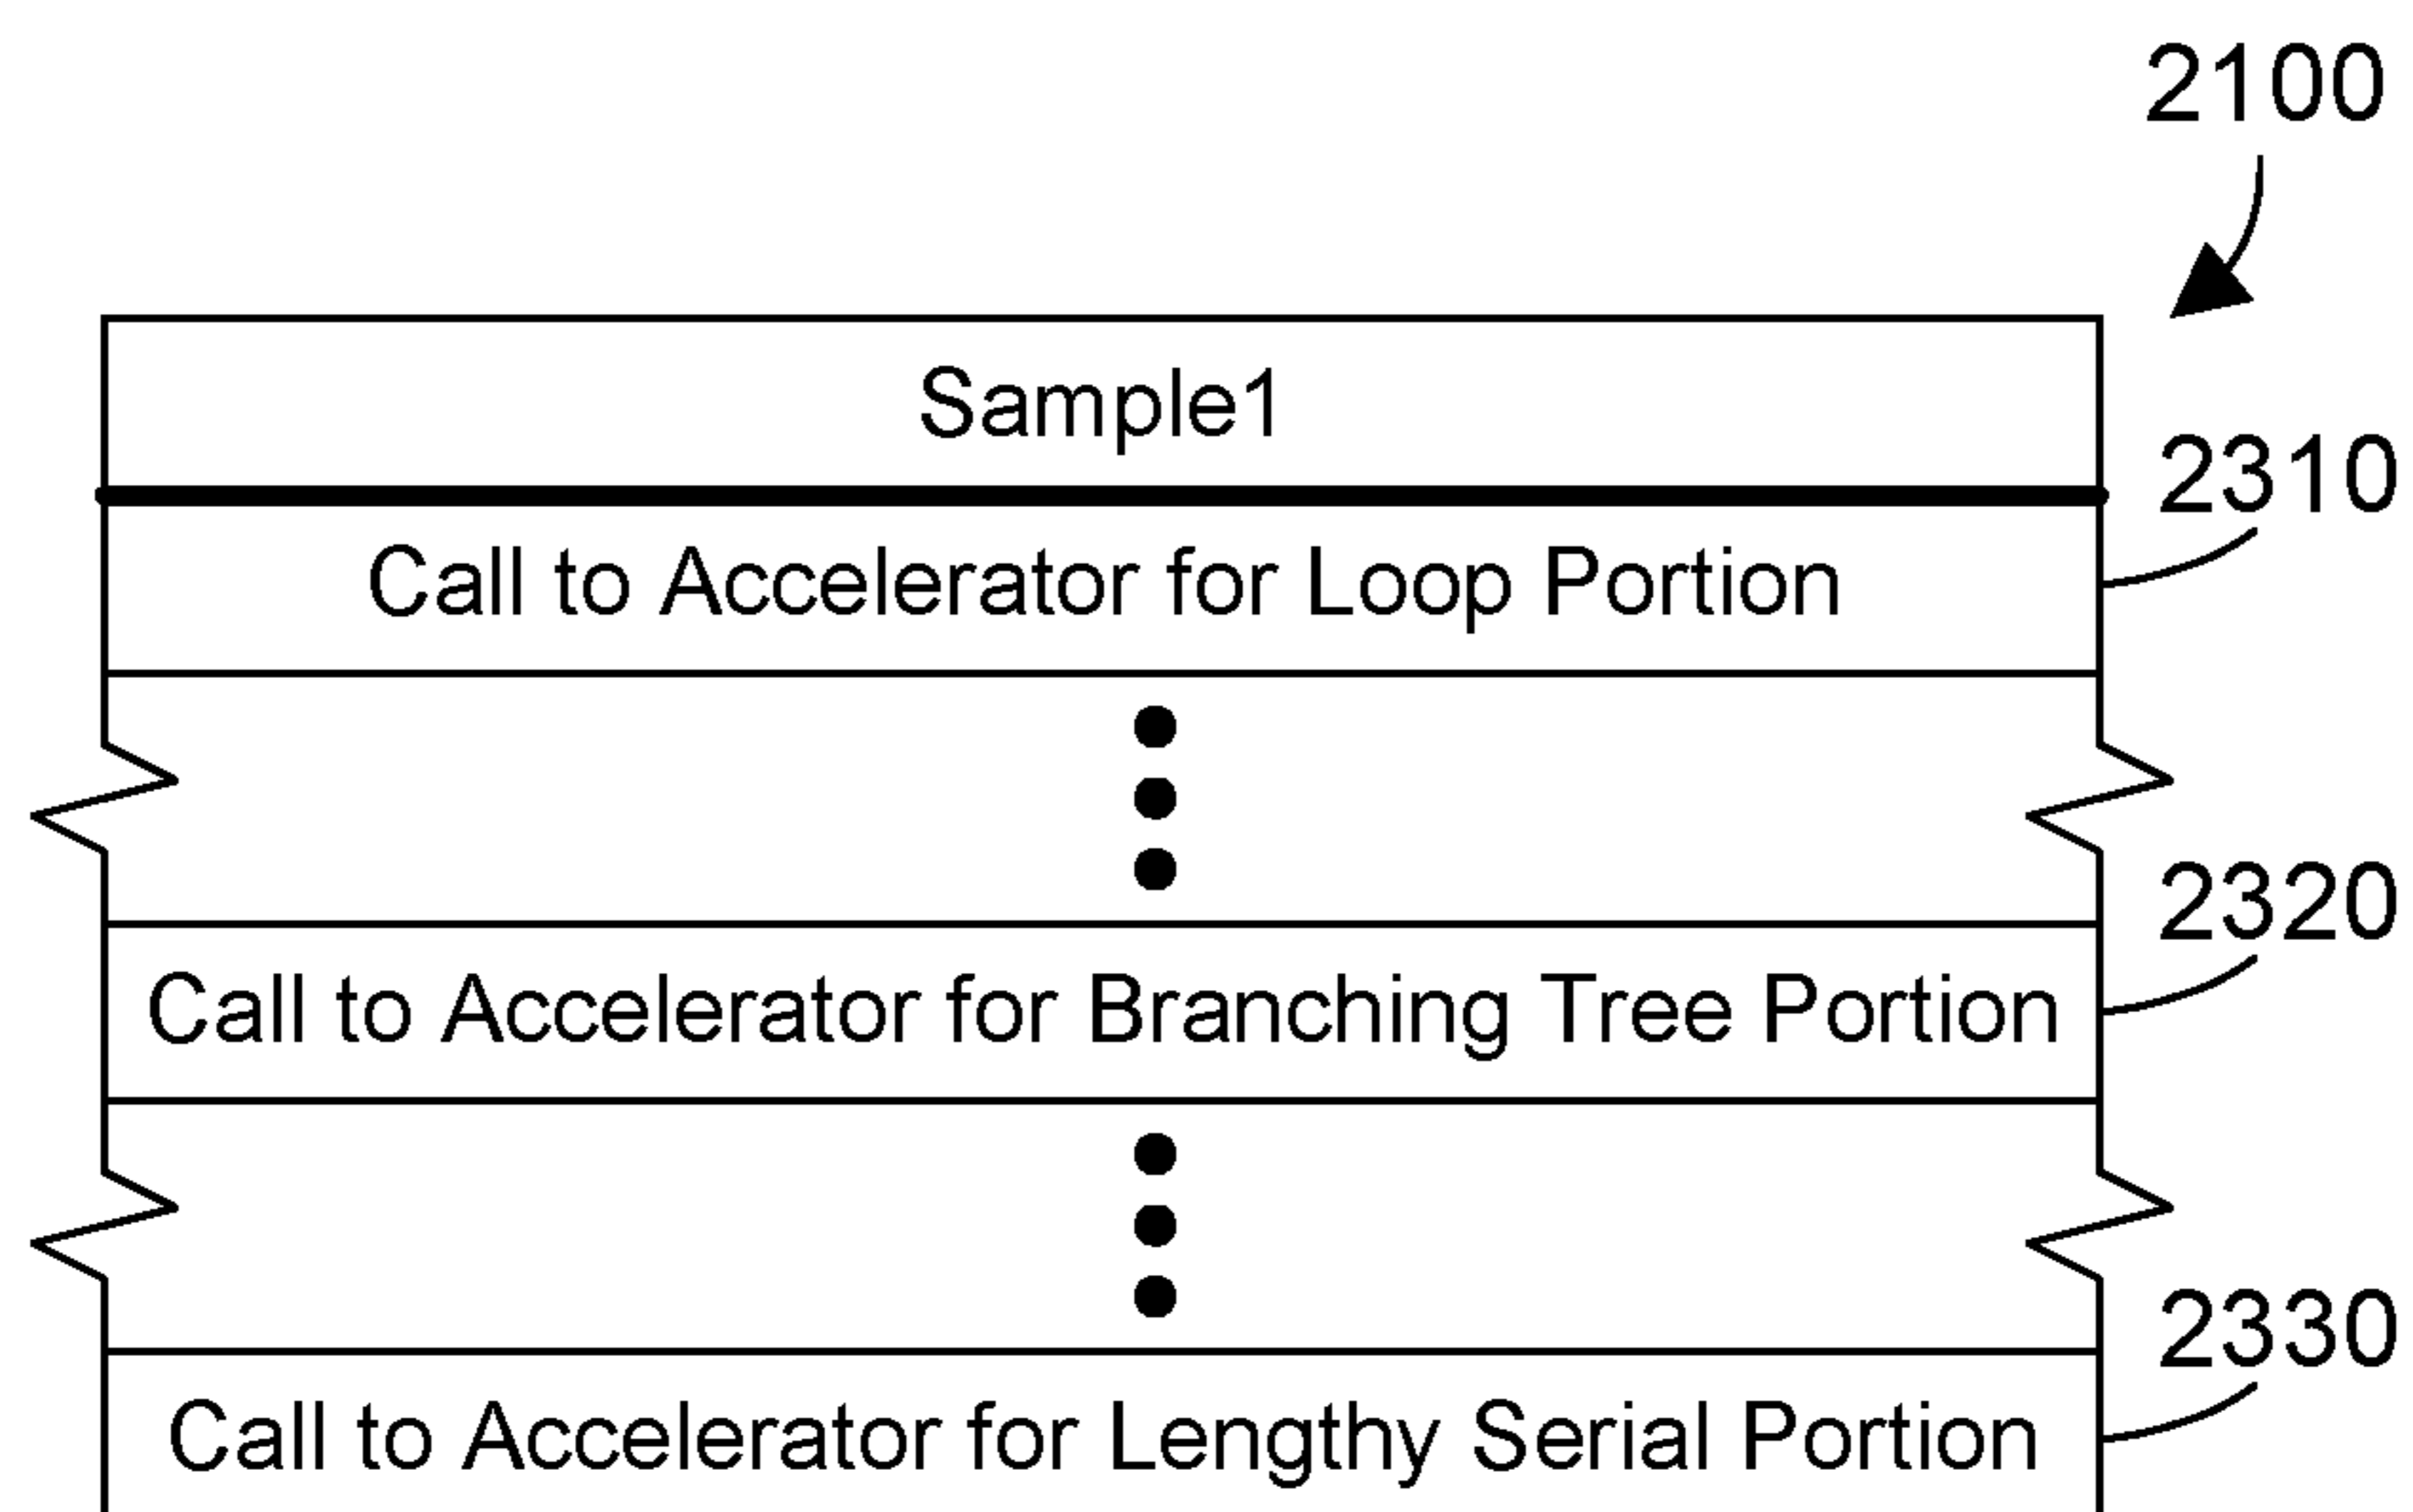 2100
Sample1
2310
Call to Accelerator for Loop Portion
2320
Call to Accelerator for Branching Tree Portion
2330
Call to Accelerator for Lengthy Serial Portion